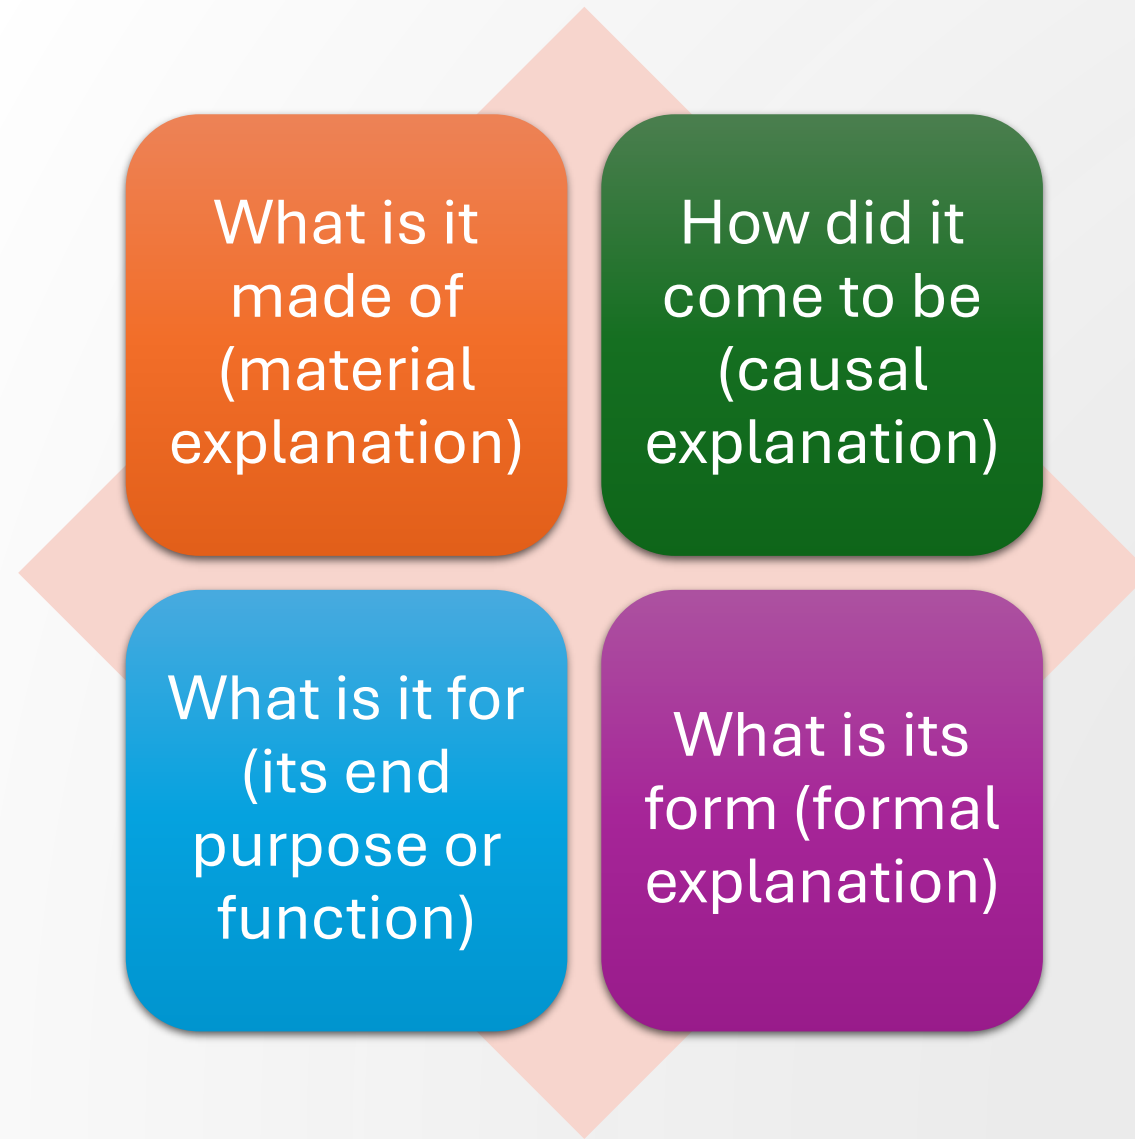 What is it
made of
(material
explanation)
How did it
come to be
(causal
explanation)
What is it for
(its end
purpose or
function)
What is its
form (formal
explanation)